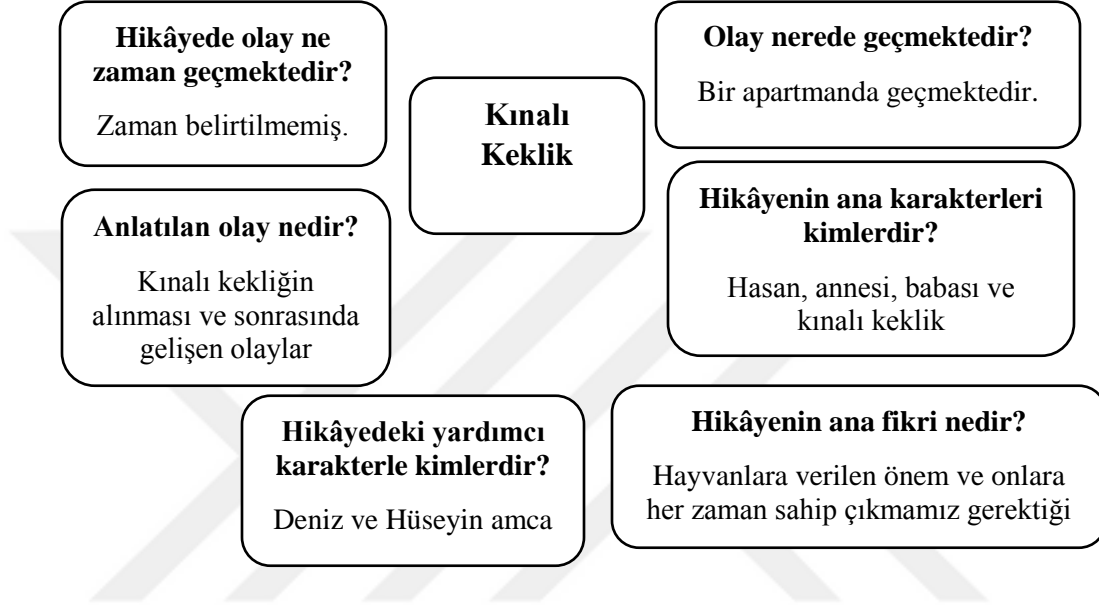 Hikâyede olay ne
zaman geçmektedir?
Zaman belirtilmemiş.
Kınalı
Keklik
Olay nerede geçmektedir?
Bir apartmanda geçmektedir.
Anlatılan olay nedir?
Kınalı kekliğin
alınması ve sonrasında
gelişen olaylar
Hikâyenin ana karakterleri
kimlerdir?
Hasan, annesi, babası ve
kınalı keklik
Hikâyedeki yardımcı
karakterle kimlerdir?
Deniz ve Hüseyin amca
Hikâyenin ana fikri nedir?
Hayvanlara verilen önem ve onlara
her zaman sahip çıkmamız gerektiği